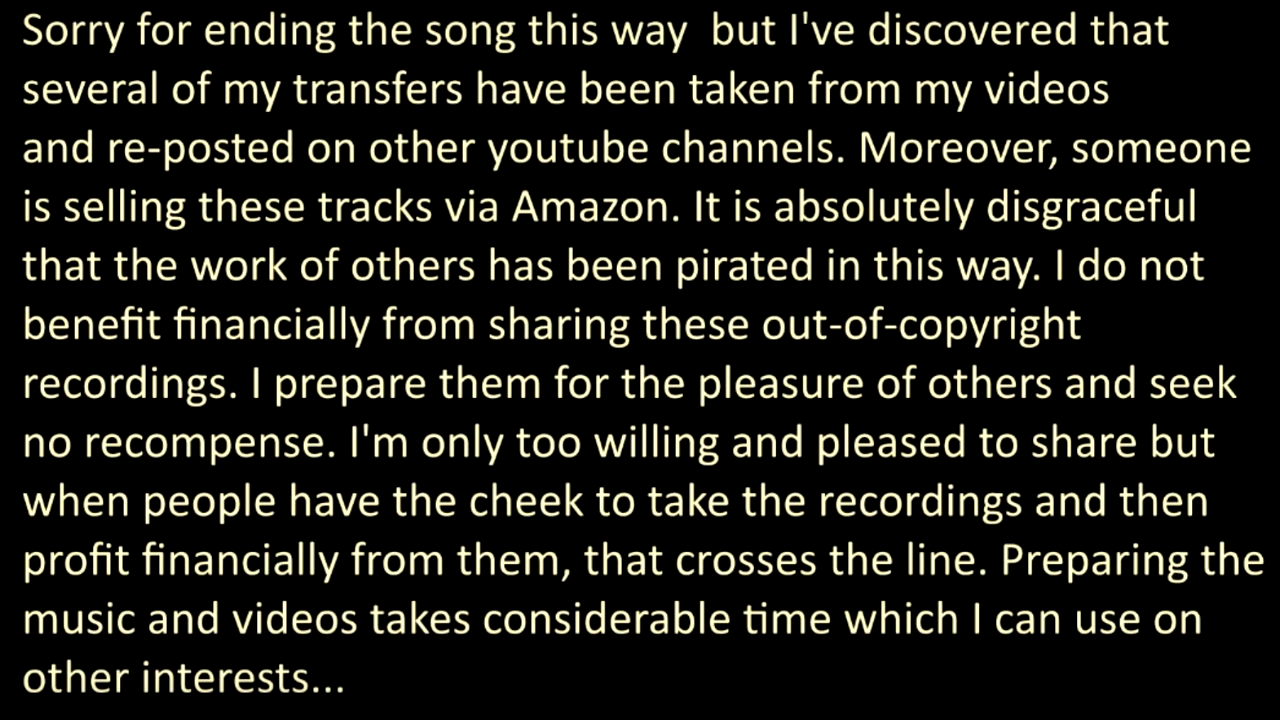 Sorry for ending the song this way  but I've discovered that
several of my transfers have been taken from my videos
and re-posted on other youtube channels. Moreover, someone
is selling these tracks via Amazon. It is absolutely disgraceful
that the work of others has been pirated in this way. I do not
benefit financially from sharing these out-of-copyright
recordings. I prepare them for the pleasure of others and seek
no recompense. I'm only too willing and pleased to share but
when people have the cheek to take the recordings and then
profit financially from them, that crosses the line. Preparing the
music and videos takes considerable time which I can use on
other interests...